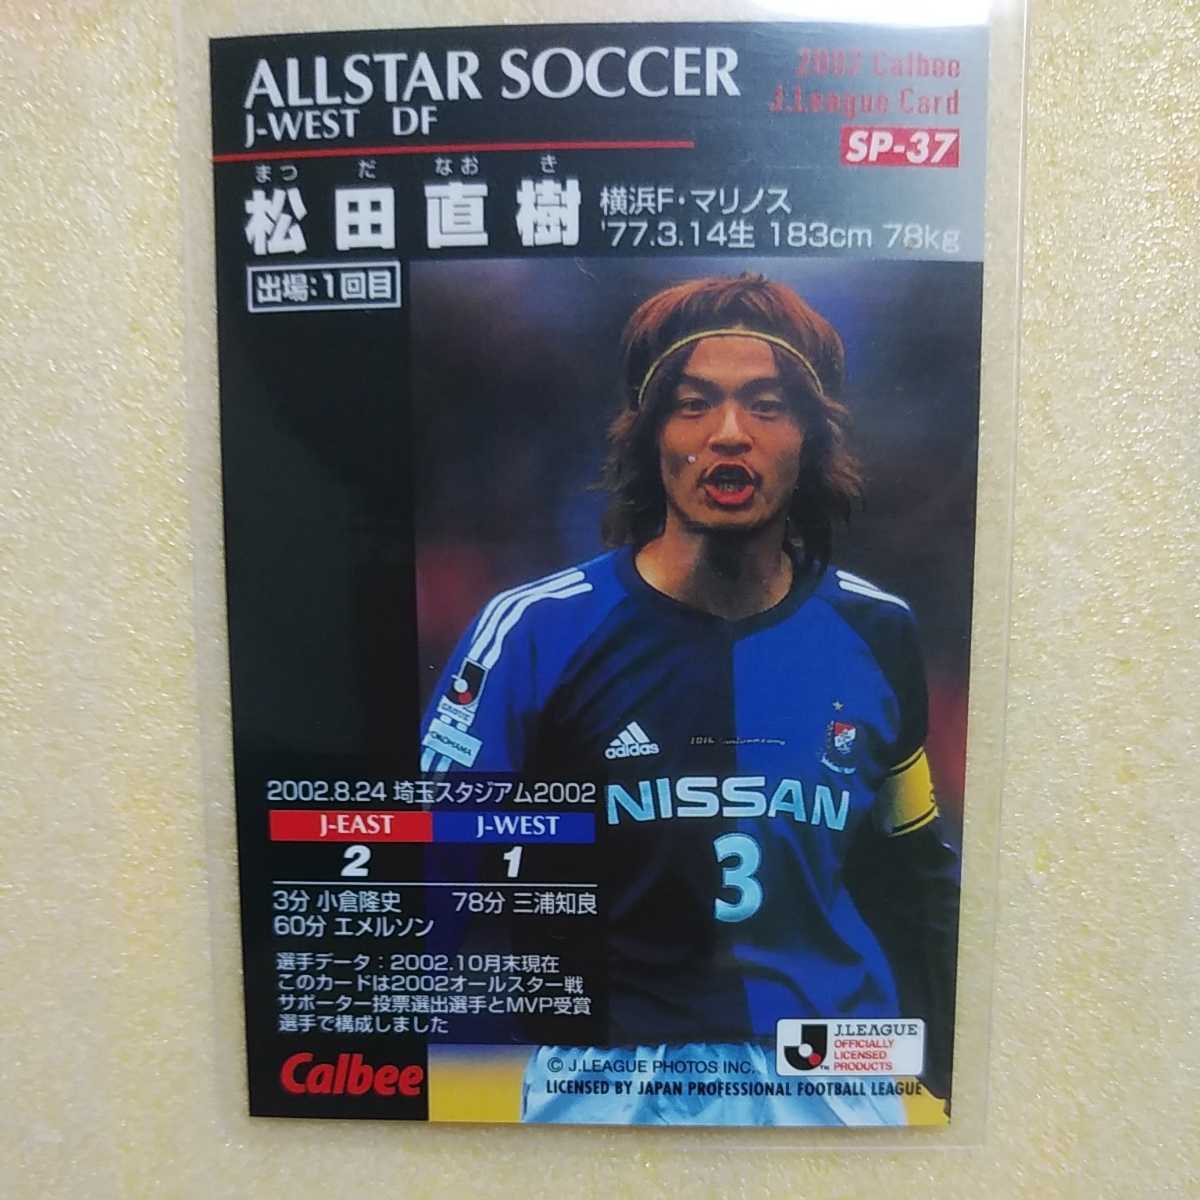 ALLSTAR SOCCER
J-WEST DF
2002 Calbee
J.League Card
SP-37
まつ だ なお き
松田直樹
横浜F・マリノス
'77.3.14生 183cm 78kg
出場:1回目
adidas
10th Anniversary
NISSAN
3
2002.8.24 埼玉スタジアム2002
J-EAST J-WEST
2 1
3分 小倉隆史 78分 三浦知良
60分 エメルソン
選手データ:2002.10月末現在
このカードは2002オールスター戦
サポーター投票選出選手とMVP受賞
選手で構成しました
Calbee
J.LEAGUE
OFFICIALLY
LICENSED
PRODUCTS
TM
© J.LEAGUE PHOTOS INC.
LICENSED BY JAPAN PROFESSIONAL FOOTBALL LEAGUE